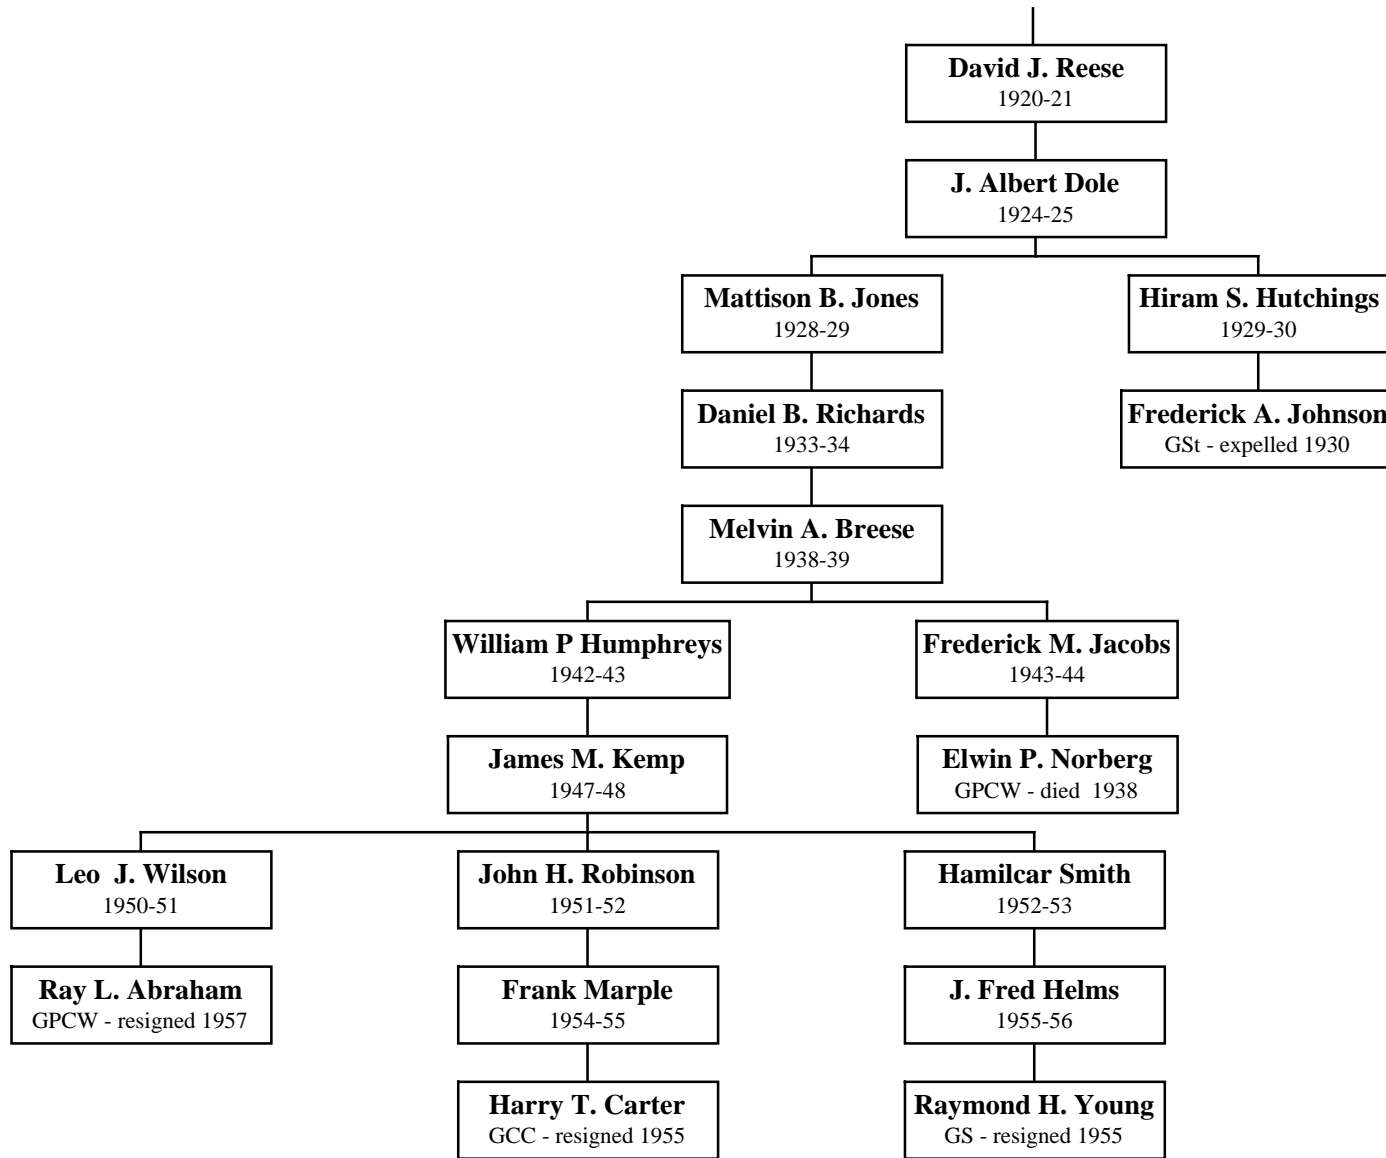 David J. Reese
1920-21
J. Albert Dole
1924-25
Mattison B. Jones
1928-29
Hiram S. Hutchings
1929-30
Daniel B. Richards
1933-34
Frederick A. Johnson
GSt - expelled 1930
Melvin A. Breese
1938-39
William P Humphreys
1942-43
Frederick M. Jacobs
1943-44
James M. Kemp
1947-48
Elwin P. Norberg
GPCW - died 1938
Leo J. Wilson
1950-51
John H. Robinson
1951-52
Hamilcar Smith
1952-53
Ray L. Abraham
GPCW - resigned 1957
Frank Marple
1954-55
J. Fred Helms
1955-56
Harry T. Carter
GCC - resigned 1955
Raymond H. Young
GS - resigned 1955